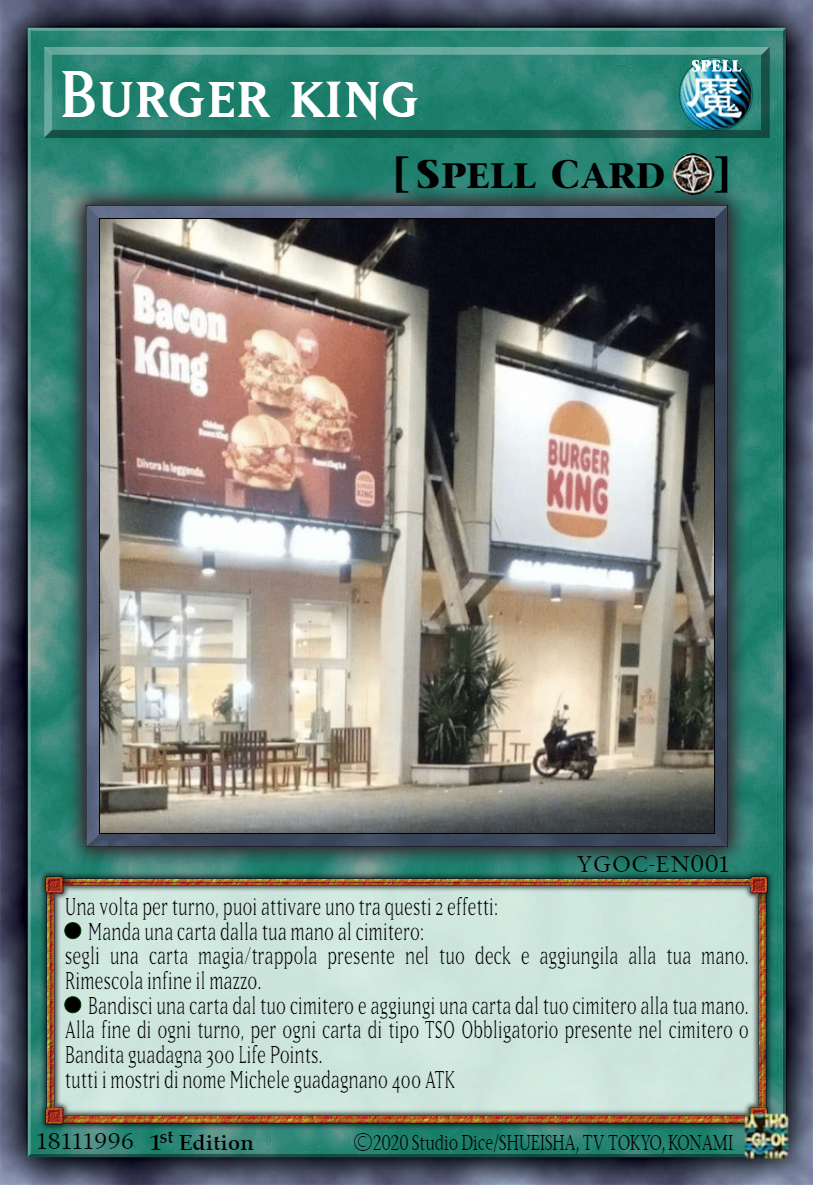 BURGER KING
SPELL
魔
[SPELL CARD]
Bacon
King
Divora la leggenda.
BURGER
KING
BURGER KING
BURGER
KING
YGOC-EN001
Una volta per turno, puoi attivare uno tra questi 2 effetti:
● Manda una carta dalla tua mano al cimitero:
segli una carta magia/trappola presente nel tuo deck e aggiungila alla tua mano.
Rimescola infine il mazzo.
● Bandisci una carta dal tuo cimitero e aggiungi una carta dal tuo cimitero alla tua mano.
Alla fine di ogni turno, per ogni carta di tipo TSO Obbligatorio presente nel cimitero o
Bandita guadagna 300 Life Points.
tutti i mostri di nome Michele guadagnano 400 ATK
18111996 1st Edition ©2020 Studio Dice/SHUEISHA, TV TOKYO, KONAMI